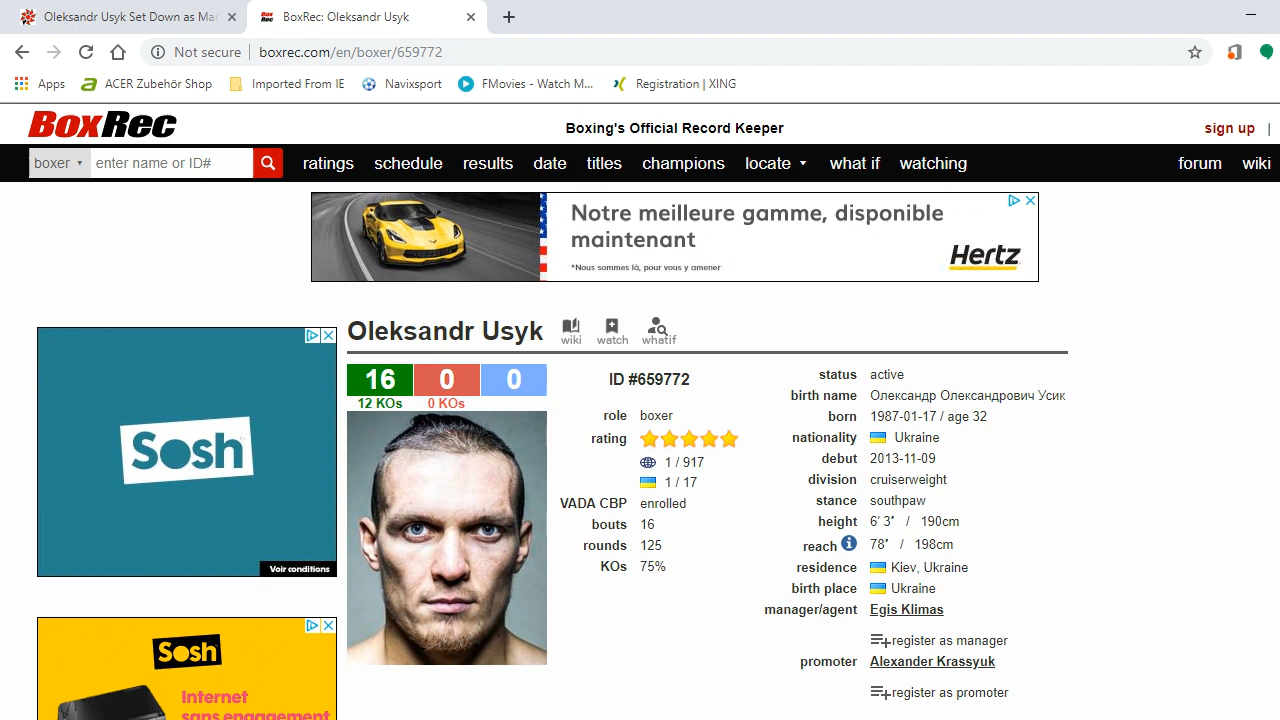 Oleksandr Usyk Set Down as Ma
BoxRec: Oleksandr Usyk
Not secure
boxrec.com/en/boxer/659772
Apps
ACER Zubehör Shop
Imported From IE
Navixsport
FMovies - Watch M...
Registration | XING
BoxRec
Boxing's Official Record Keeper
sign up |
boxer
enter name or ID#
ratings schedule results date titles champions locate what if watching forum wiki
Notre meilleure gamme, disponible
maintenant
*Nous sommes là, pour vous y amener
Hertz
Sosh
Voir conditions
Sosh
Internet
sans engagement
Oleksandr Usyk
wiki watch whatif
16 0 0
12 KOs 0 KOs
ID #659772
role boxer
rating
1 / 917
1 / 17
VADA CBP enrolled
bouts 16
rounds 125
KOs 75%
status active
birth name Олександр Олександрович Усик
born 1987-01-17 / age 32
nationality Ukraine
debut 2013-11-09
division cruiserweight
stance southpaw
height 6′ 3″ / 190cm
reach 78″ / 198cm
residence Kiev, Ukraine
birth place Ukraine
manager/agent Egis Klimas
register as manager
promoter Alexander Krassyuk
register as promoter